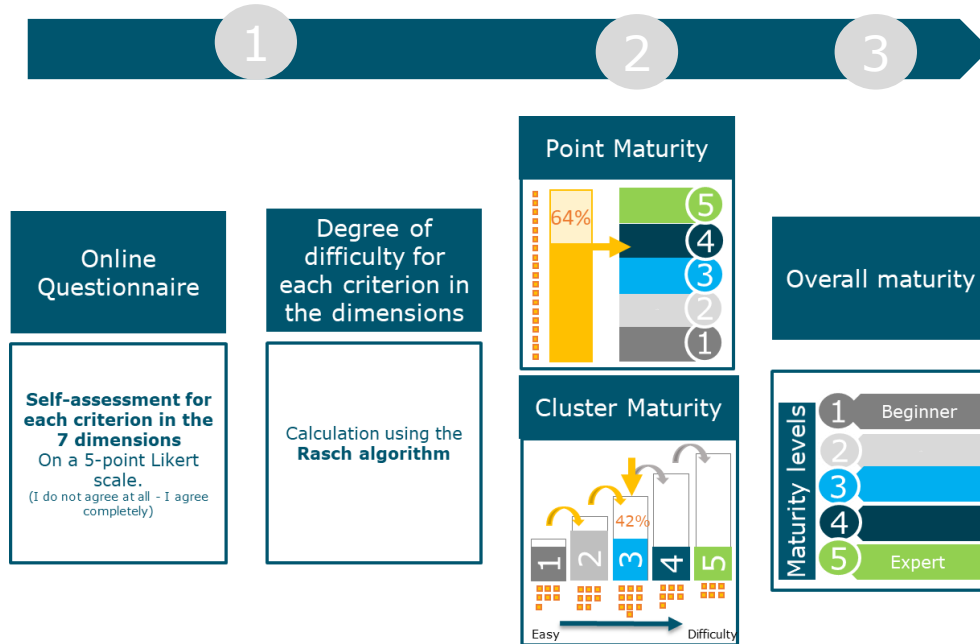 1
2
3
Online
Questionnaire
Self-assessment for
each criterion in the
7 dimensions
On a 5-point Likert
scale.
(I do not agree at all - I agree
completely)
Degree of
difficulty for
each criterion in
the dimensions
Calculation using the
Rasch algorithm
Point Maturity
64%
5
4
3
2
1
Cluster Maturity
42%
1
2
3
4
5
Easy
Difficulty
Overall maturity
Maturity levels
1 Beginner
2
3
4
5 Expert